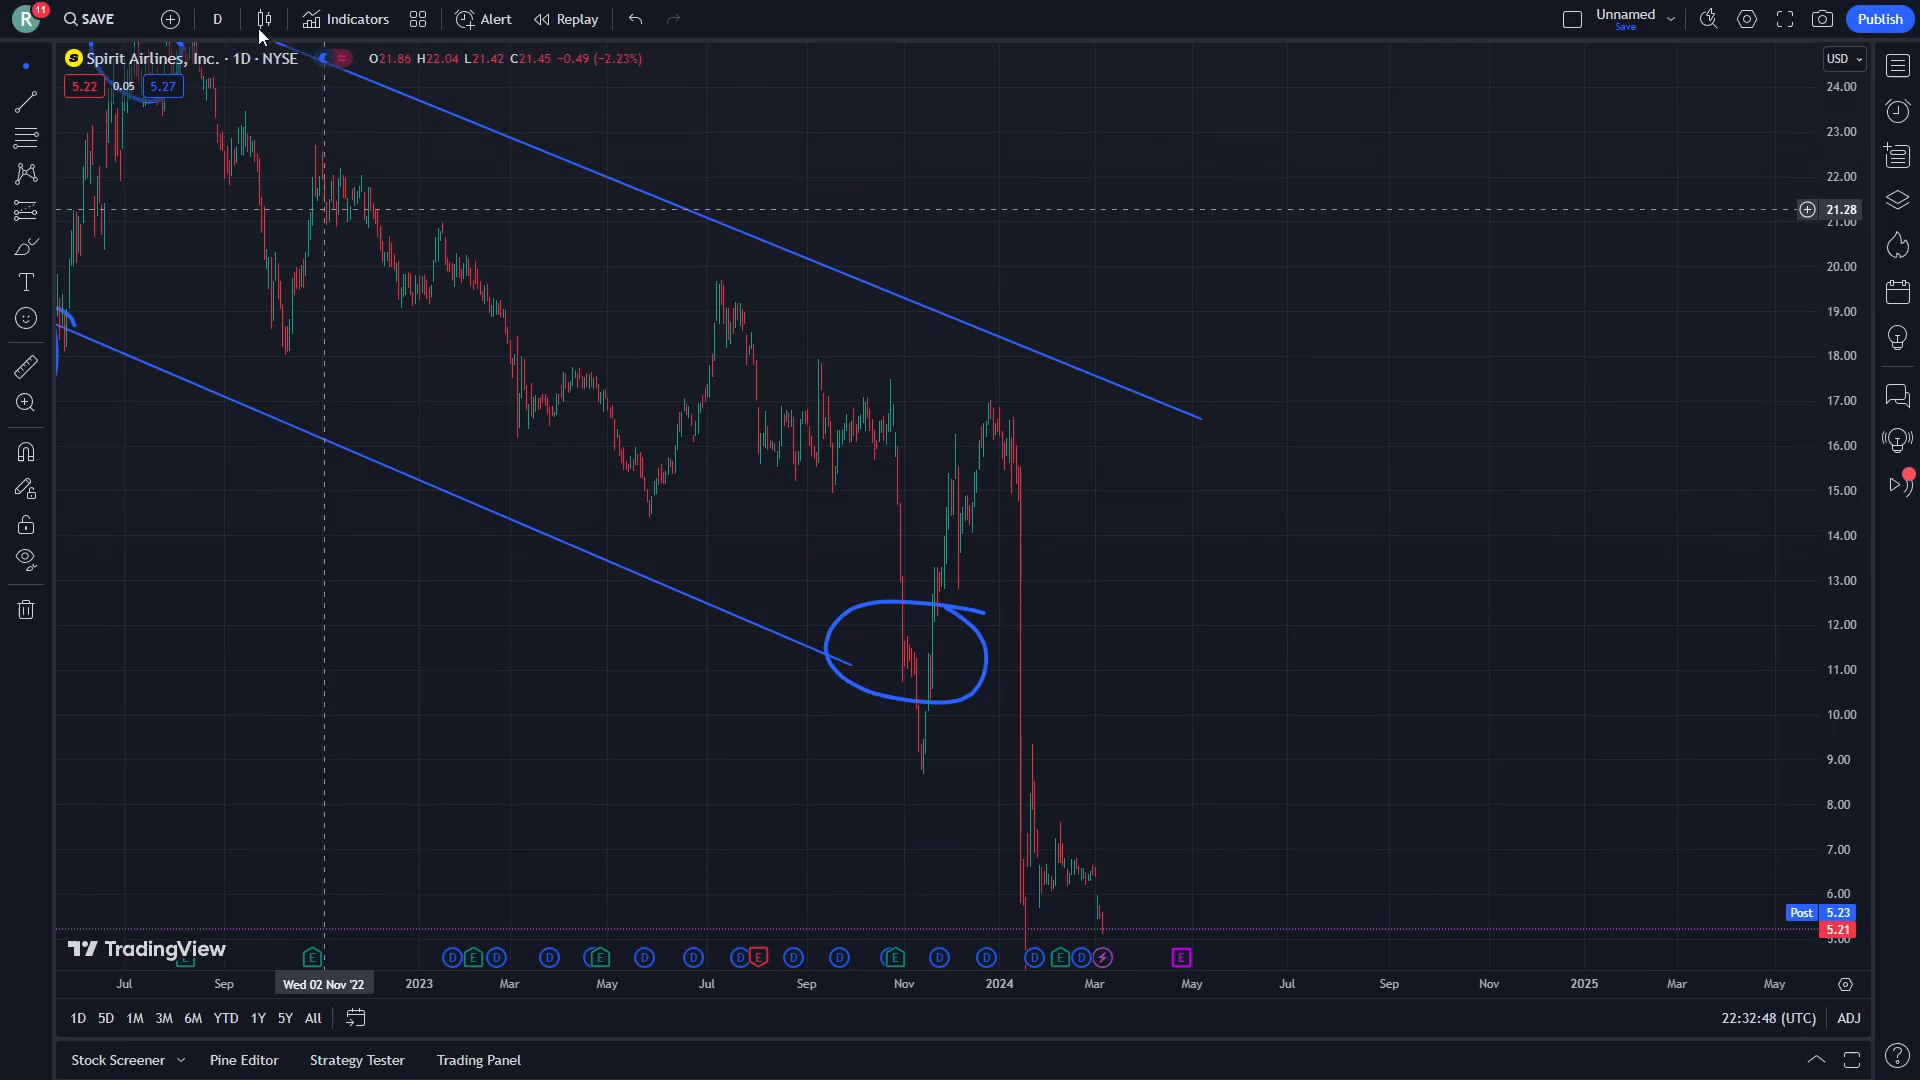 R 11 SAVE D Indicators Alert Replay Unnamed Save Publish
S Spirit Airlines, Inc. · 1D · NYSE O21.86 H22.04 L21.42 C21.45 −0.49 (−2.23%) USD
5.22 0.05 5.27
24.00
23.00
22.00
21.28
21.00
20.00
19.00
18.00
17.00
16.00
15.00
14.00
13.00
12.00
11.00
10.00
9.00
8.00
7.00
6.00
Post 5.23
5.21
5.00
TradingView
E E D E D D E D D D E D D E D D D E D E
Jul Sep Wed 02 Nov '22 2023 Mar May Jul Sep Nov 2024 Mar May Jul Sep Nov 2025 Mar May
1D 5D 1M 3M 6M YTD 1Y 5Y All 22:32:48 (UTC) ADJ
Stock Screener Pine Editor Strategy Tester Trading Panel